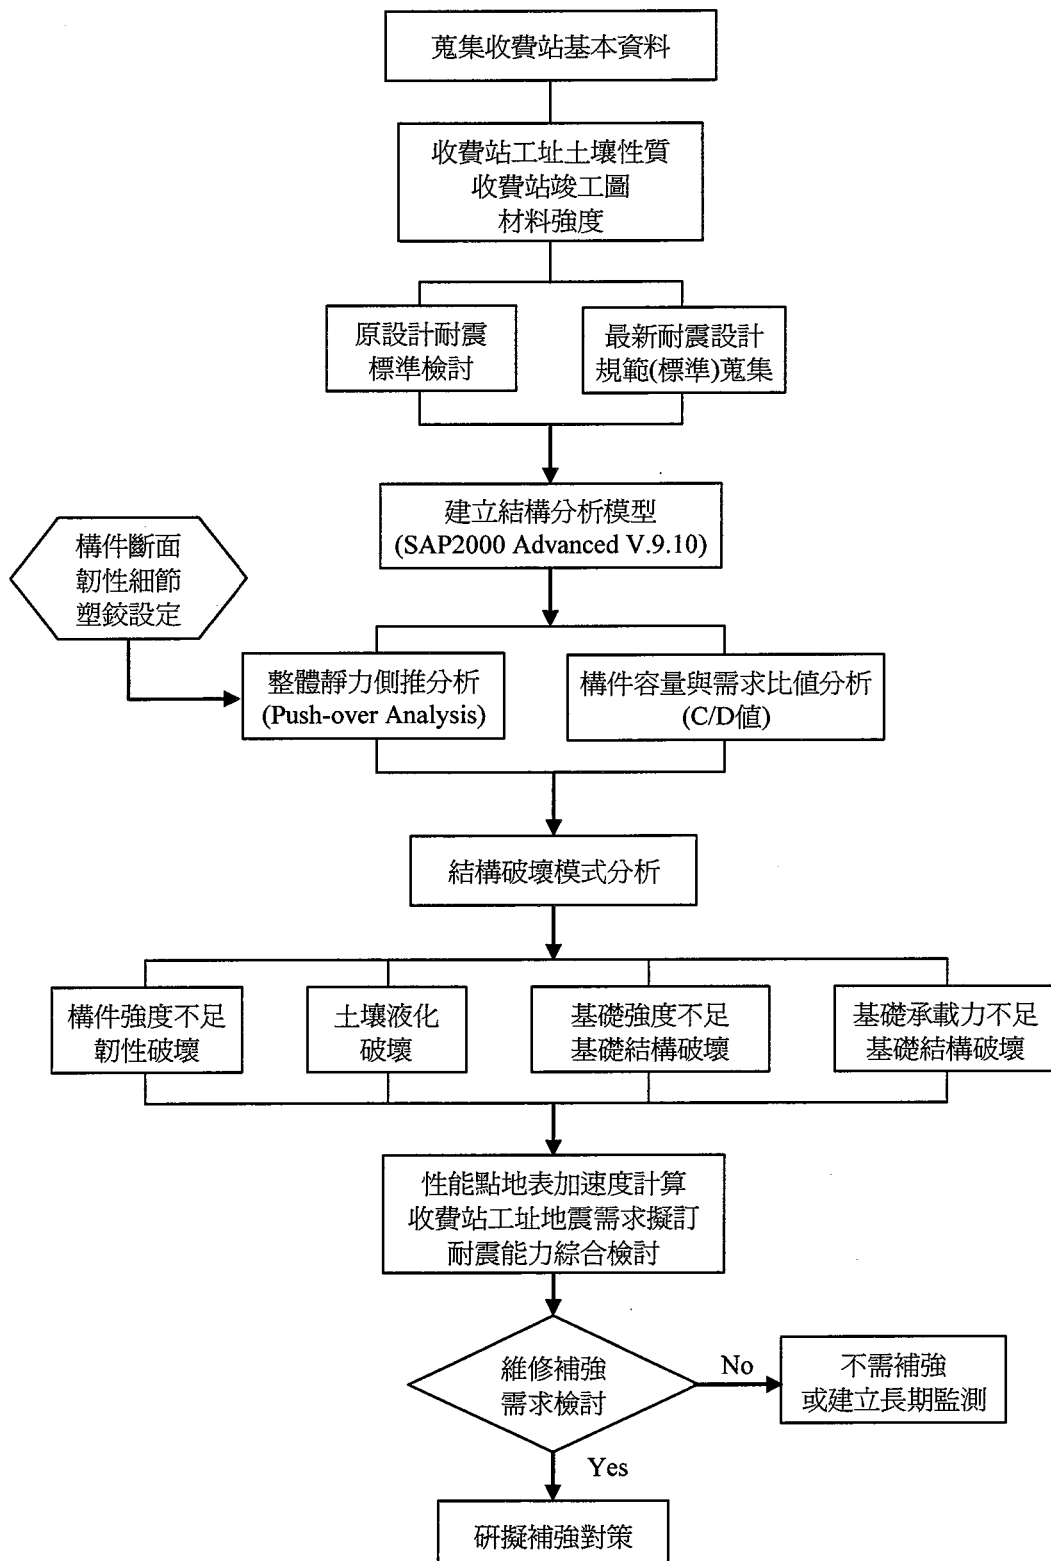 蒐集收費站基本資料
收費站工址土壤性質
收費站竣工圖
材料強度
原設計耐震
標準檢討
最新耐震設計
規範(標準)蒐集
建立結構分析模型
(SAP2000 Advanced V.9.10)
構件斷面
韌性細節
塑鉸設定
整體靜力側推分析
(Push-over Analysis)
構件容量與需求比值分析
(C/D值)
結構破壞模式分析
構件強度不足
韌性破壞
土壤液化
破壞
基礎強度不足
基礎結構破壞
基礎承載力不足
基礎結構破壞
性能點地表加速度計算
收費站工址地震需求擬訂
耐震能力綜合檢討
維修補強
需求檢討
No
不需補強
或建立長期監測
Yes
研擬補強對策